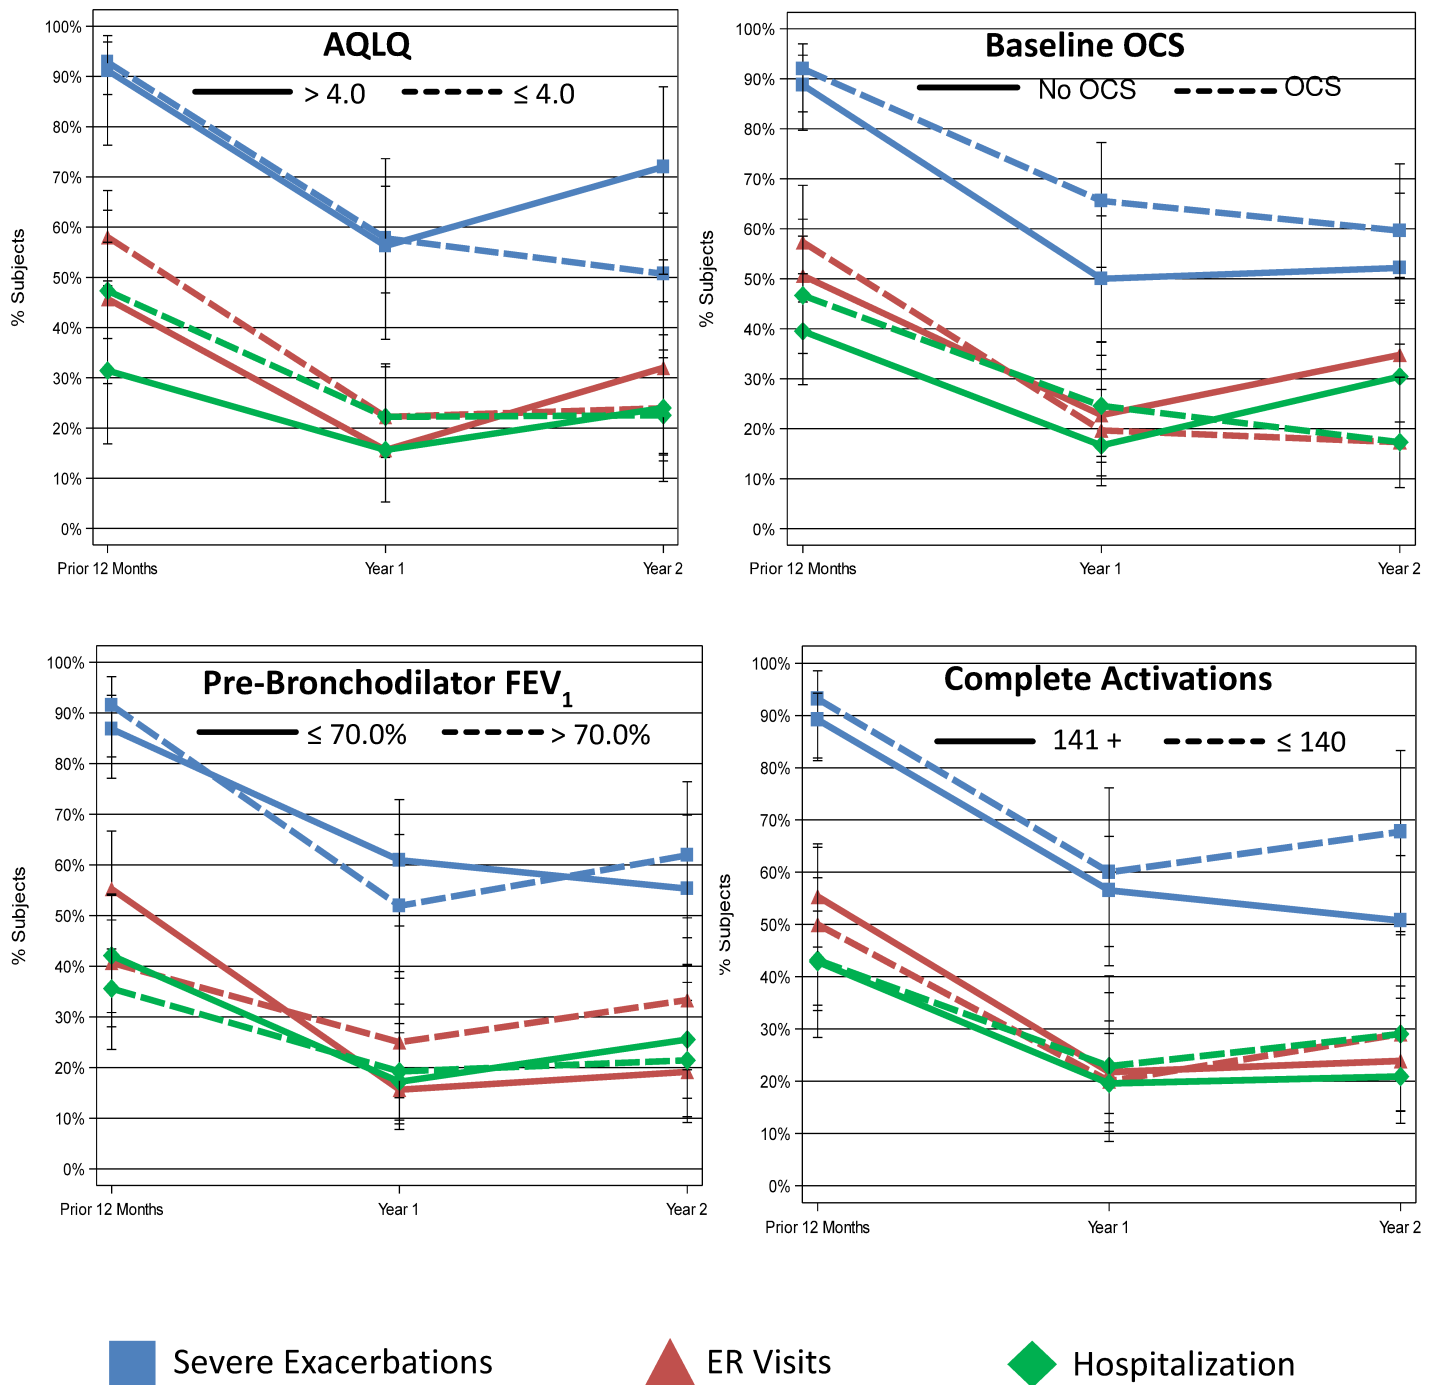 AQLQ
> 4.0 ≤ 4.0
% Subjects
100%
90%
80%
70%
60%
50%
40%
30%
20%
10%
0%
Prior 12 Months Year 1 Year 2
Baseline OCS
No OCS OCS
% Subjects
100%
90%
80%
70%
60%
50%
40%
30%
20%
10%
0%
Prior 12 Months Year 1 Year 2
Pre-Bronchodilator FEV1
≤ 70.0% > 70.0%
% Subjects
100%
90%
80%
70%
60%
50%
40%
30%
20%
10%
0%
Prior 12 Months Year 1 Year 2
Complete Activations
141 + ≤ 140
% Subjects
100%
90%
80%
70%
60%
50%
40%
30%
20%
10%
0%
Prior 12 Months Year 1 Year 2
Severe Exacerbations ER Visits Hospitalization